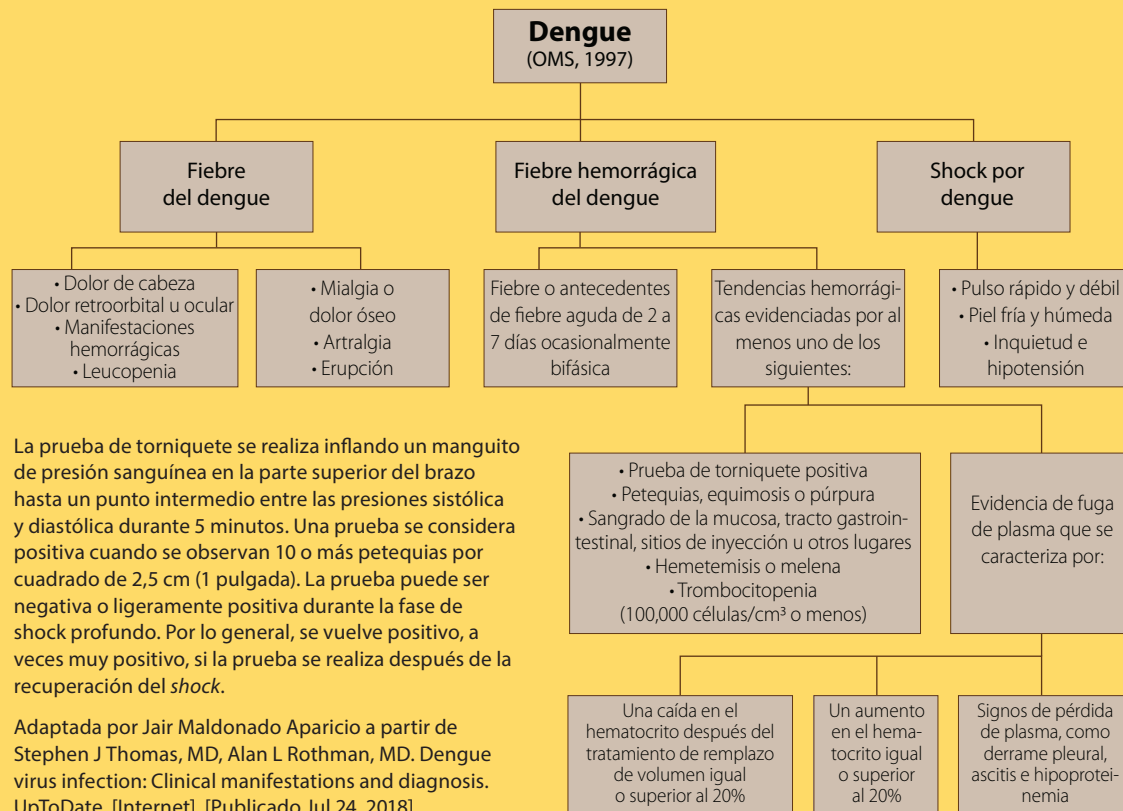 Dengue
(OMS, 1997)
Fiebre
del dengue
Fiebre hemorrágica
del dengue
Shock por
dengue
• Dolor de cabeza
• Dolor retroorbital u ocular
• Manifestaciones
hemorrágicas
• Leucopenia
• Mialgia o
dolor óseo
• Artralgia
• Erupción
Fiebre o antecedentes
de fiebre aguda de 2 a
7 días ocasionalmente
bifásica
Tendencias hemorrági-
cas evidenciadas por al
menos uno de los
siguientes:
• Pulso rápido y débil
• Piel fría y húmeda
• Inquietud e
hipotensión
La prueba de torniquete se realiza inflando un manguito
de presión sanguínea en la parte superior del brazo
hasta un punto intermedio entre las presiones sistólica
y diastólica durante 5 minutos. Una prueba se considera
positiva cuando se observan 10 o más petequias por
cuadrado de 2,5 cm (1 pulgada). La prueba puede ser
negativa o ligeramente positiva durante la fase de
shock profundo. Por lo general, se vuelve positivo, a
veces muy positivo, si la prueba se realiza después de la
recuperación del shock.
Adaptada por Jair Maldonado Aparicio a partir de
Stephen J Thomas, MD, Alan L Rothman, MD. Dengue
virus infection: Clinical manifestations and diagnosis.
UpToDate. [Internet]. [Publicado Jul 24, 2018]
• Prueba de torniquete positiva
• Petequias, equimosis o púrpura
• Sangrado de la mucosa, tracto gastroin-
testinal, sitios de inyección u otros lugares
• Hemetemisis o melena
• Trombocitopenia
(100,000 células/cm³ o menos)
Evidencia de fuga
de plasma que se
caracteriza por:
Una caída en el
hematocrito después del
tratamiento de remplazo
de volumen igual
o superior al 20%
Un aumento
en el hema-
tocrito igual
o superior
al 20%
Signos de pérdida
de plasma, como
derrame pleural,
ascitis e hipoprotei-
nemia